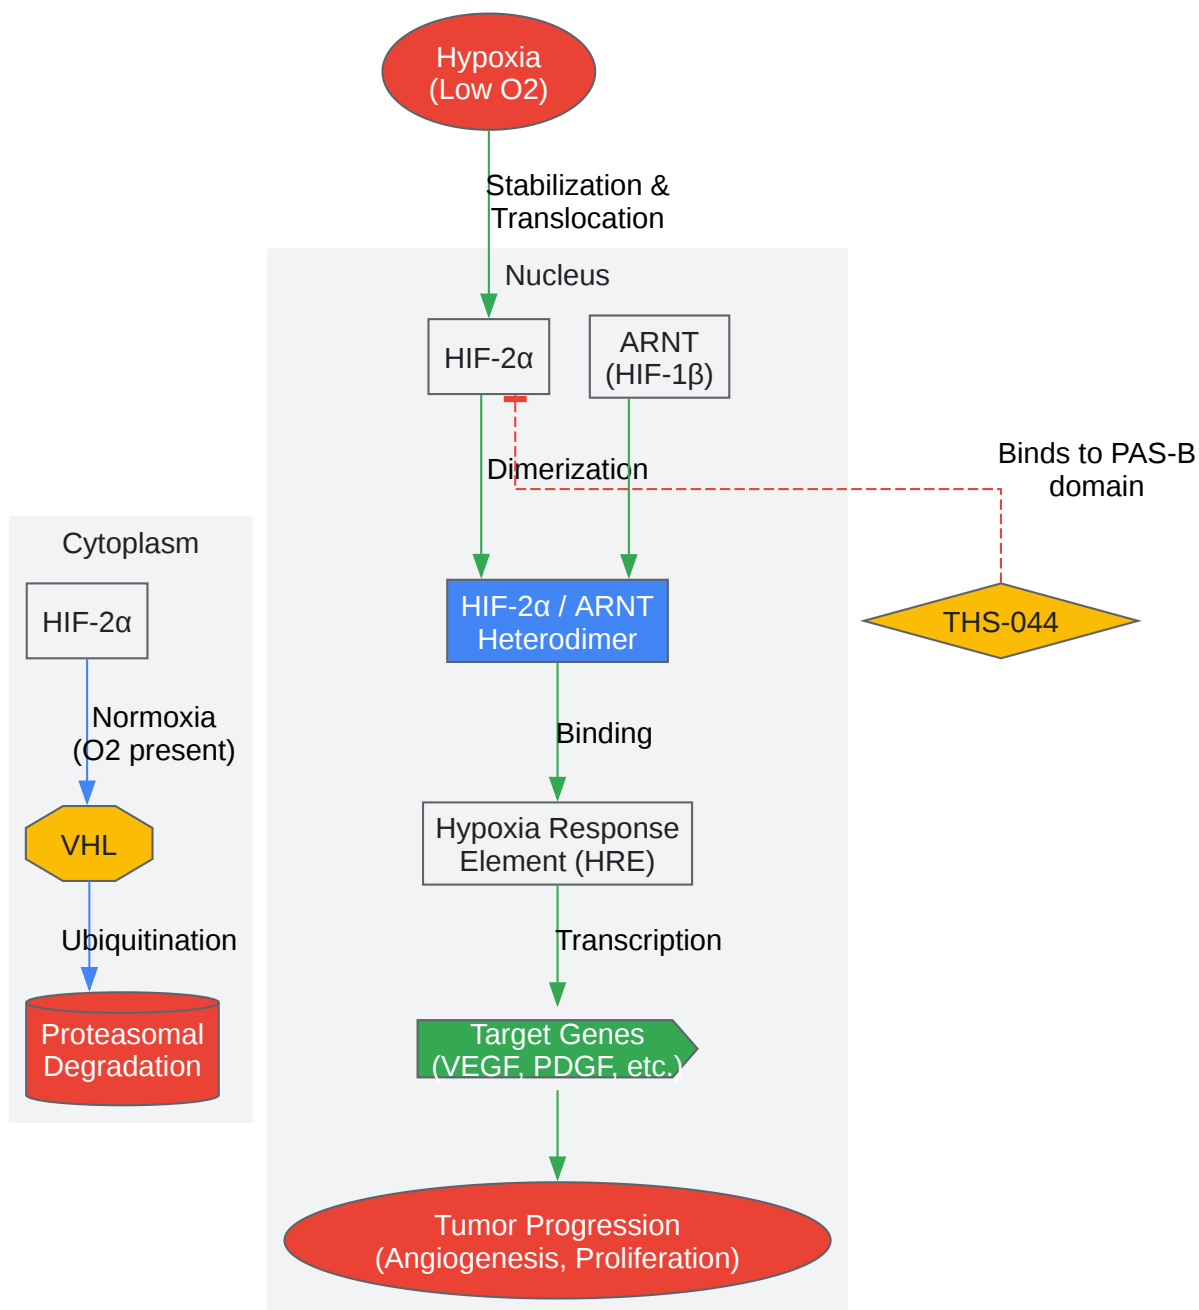 Hypoxia
(Low O2)
Stabilization &
Translocation
Nucleus
HIF-2α
ARNT
(HIF-1β)
Dimerization
Binds to PAS-B
domain
Cytoplasm
HIF-2α
HIF-2α / ARNT
Heterodimer
THS-044
Normoxia
(O2 present)
Binding
VHL
Hypoxia Response
Element (HRE)
Ubiquitination
Transcription
Proteasomal
Degradation
Target Genes
(VEGF, PDGF, etc.)
Tumor Progression
(Angiogenesis, Proliferation)